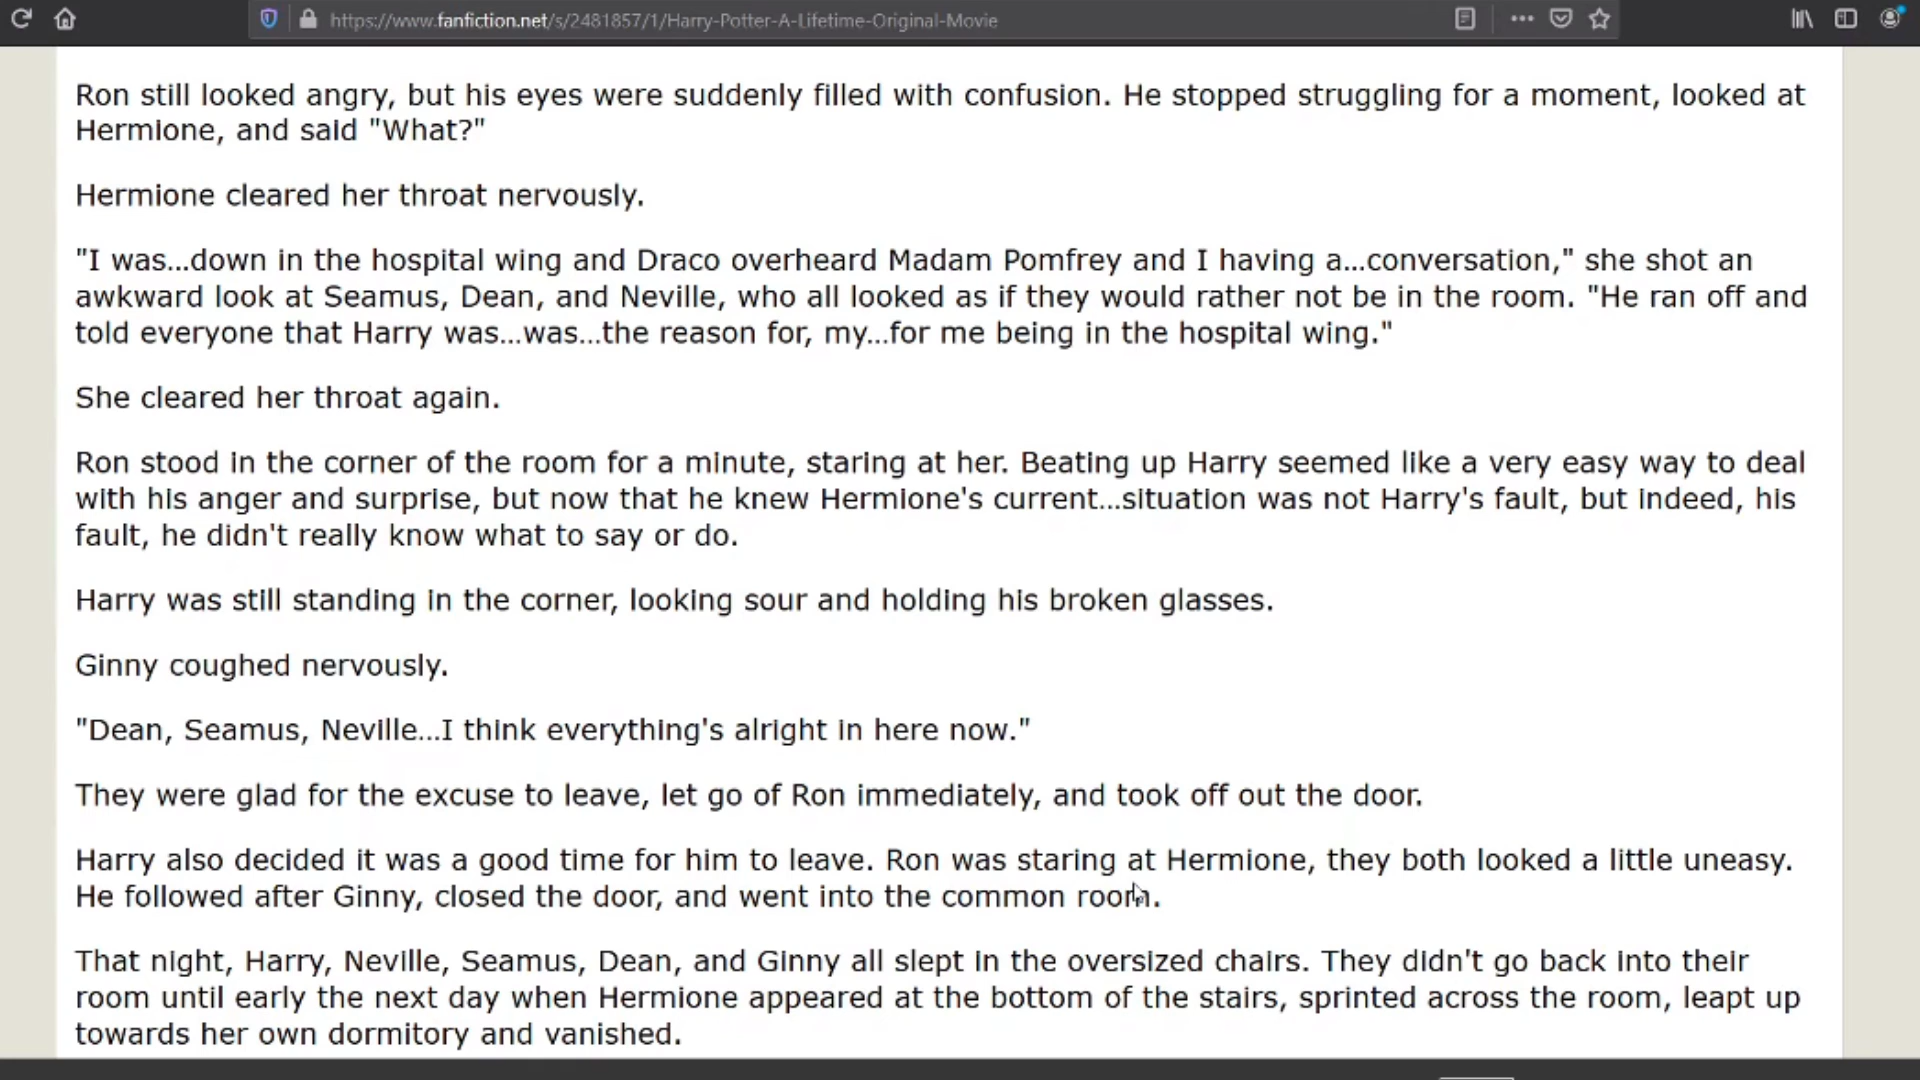 https://www.fanfiction.net/s/2481857/1/Harry-Potter-A-Lifetime-Original-Movie
Ron still looked angry, but his eyes were suddenly filled with confusion. He stopped struggling for a moment, looked at
Hermione, and said "What?"
Hermione cleared her throat nervously.
"I was...down in the hospital wing and Draco overheard Madam Pomfrey and I having a...conversation," she shot an
awkward look at Seamus, Dean, and Neville, who all looked as if they would rather not be in the room. "He ran off and
told everyone that Harry was...was...the reason for, my...for me being in the hospital wing."
She cleared her throat again.
Ron stood in the corner of the room for a minute, staring at her. Beating up Harry seemed like a very easy way to deal
with his anger and surprise, but now that he knew Hermione's current...situation was not Harry's fault, but indeed, his
fault, he didn't really know what to say or do.
Harry was still standing in the corner, looking sour and holding his broken glasses.
Ginny coughed nervously.
"Dean, Seamus, Neville...I think everything's alright in here now."
They were glad for the excuse to leave, let go of Ron immediately, and took off out the door.
Harry also decided it was a good time for him to leave. Ron was staring at Hermione, they both looked a little uneasy.
He followed after Ginny, closed the door, and went into the common room.
That night, Harry, Neville, Seamus, Dean, and Ginny all slept in the oversized chairs. They didn't go back into their
room until early the next day when Hermione appeared at the bottom of the stairs, sprinted across the room, leapt up
towards her own dormitory and vanished.